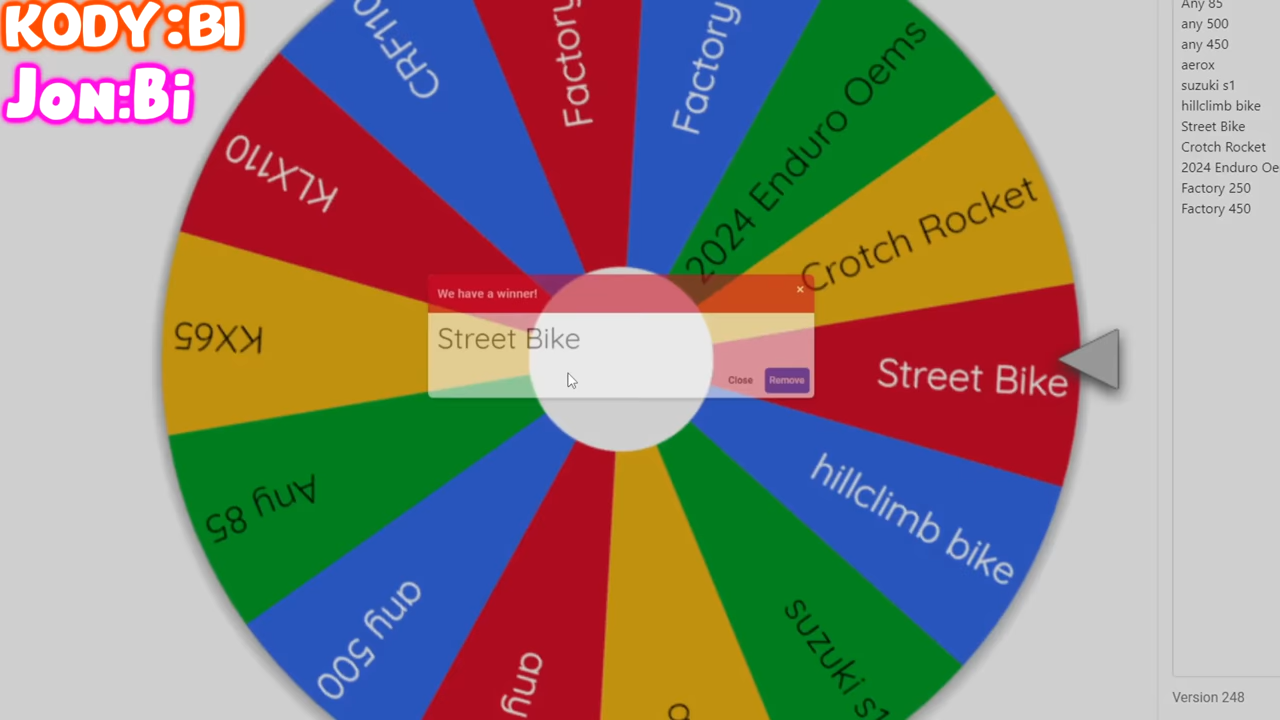 KODY:BI
Jon:Bi
CRF110
Factory
Factory
2024 Enduro Oems
Crotch Rocket
Street Bike
hillclimb bike
suzuki s1
any
any 500
Any 85
KX65
KLX110
We have a winner!
×
Street Bike
Close
Remove
Any 85
any 500
any 450
aerox
suzuki s1
hillclimb bike
Street Bike
Crotch Rocket
2024 Enduro Oe
Factory 250
Factory 450
Version 248